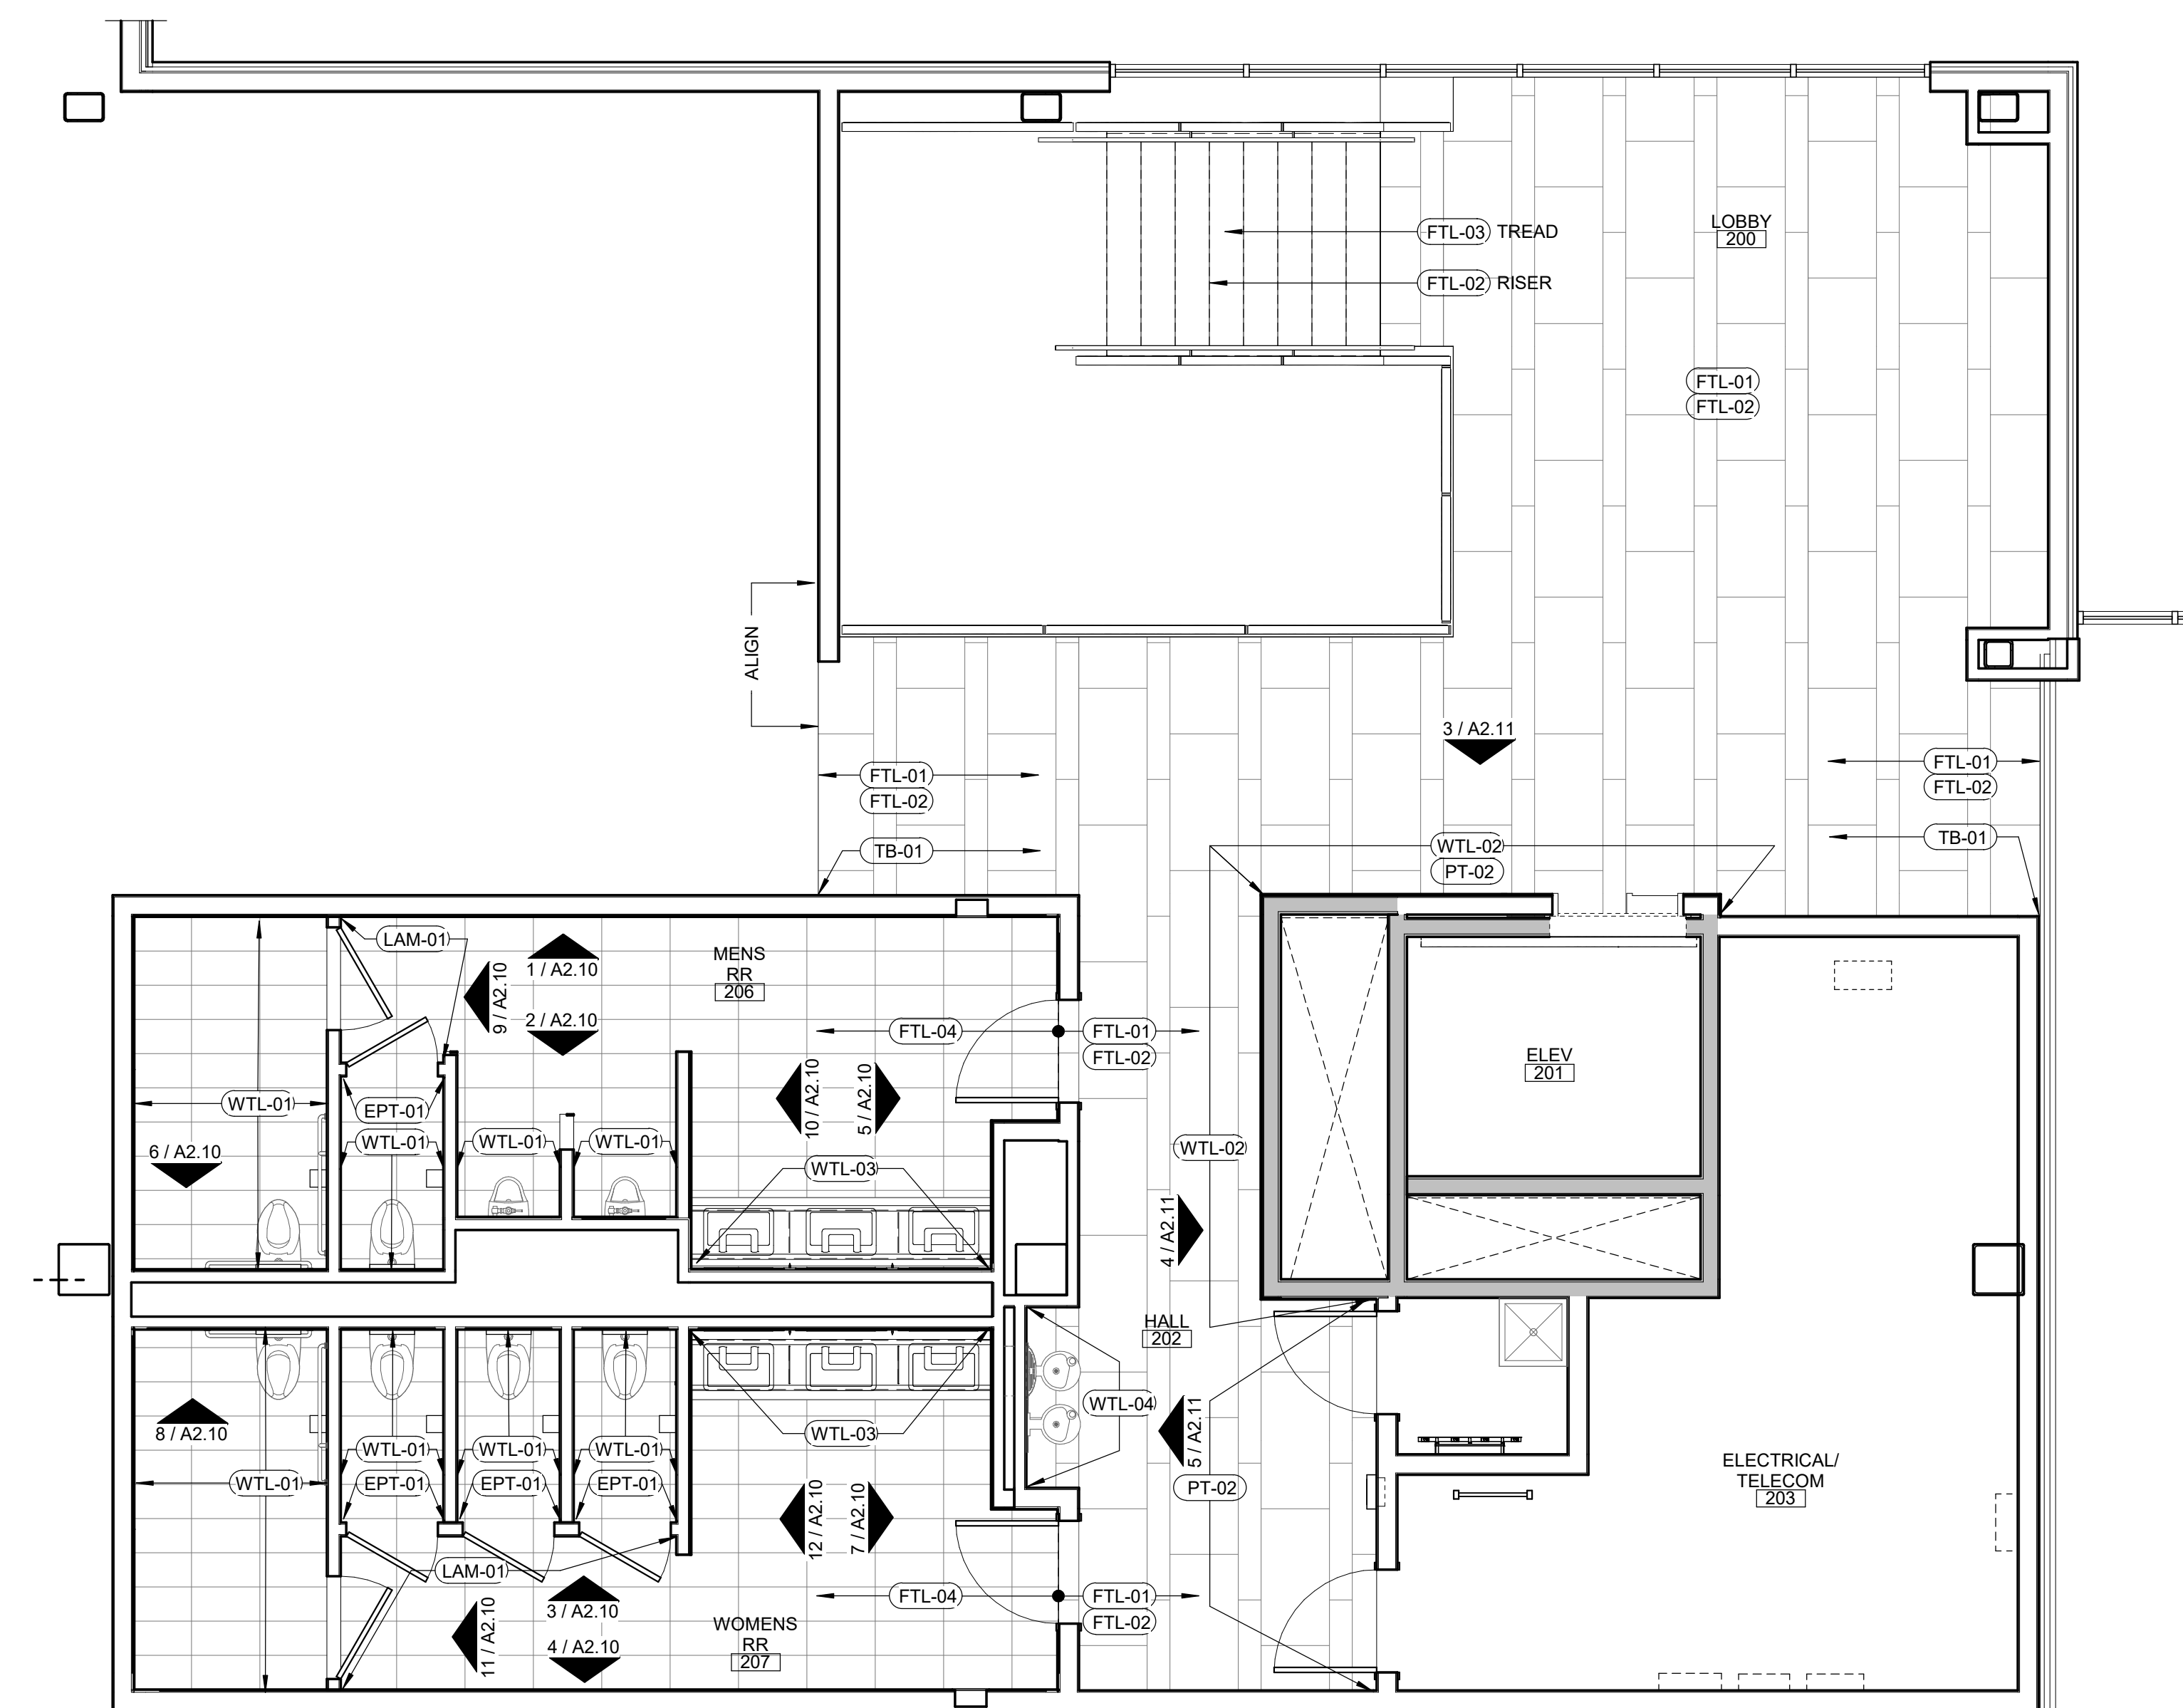 LOBBY
200
FTL-03 TREAD
FTL-02 RISER
FTL-01
FTL-02
ALIGN
3 / A2.11
FTL-01
FTL-02
FTL-01
FTL-02
TB-01
TB-01
WTL-02
PT-02
LAM-01
1 / A2.10
9 / A2.10
2 / A2.10
MENS
RR
206
FTL-04
FTL-01
FTL-02
ELEV
201
WTL-01
EPT-01
WTL-01
WTL-01
WTL-01
10 / A2.10
5 / A2.10
6 / A2.10
WTL-03
WTL-02
4 / A2.11
HALL
202
WTL-04
5 / A2.11
8 / A2.10
WTL-03
WTL-01
WTL-01
WTL-01
WTL-01
EPT-01
EPT-01
EPT-01
PT-02
ELECTRICAL/
TELECOM
203
12 / A2.10
7 / A2.10
LAM-01
3 / A2.10
4 / A2.10
11 / A2.10
WOMENS
RR
207
FTL-04
FTL-01
FTL-02